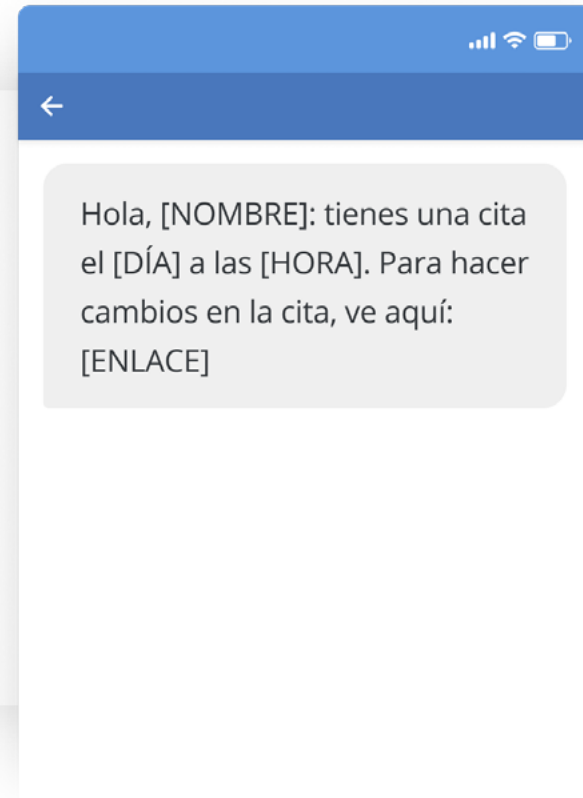 Hola, [NOMBRE]: tienes una cita
el [DÍA] a las [HORA]. Para hacer
cambios en la cita, ve aquí:
[ENLACE]